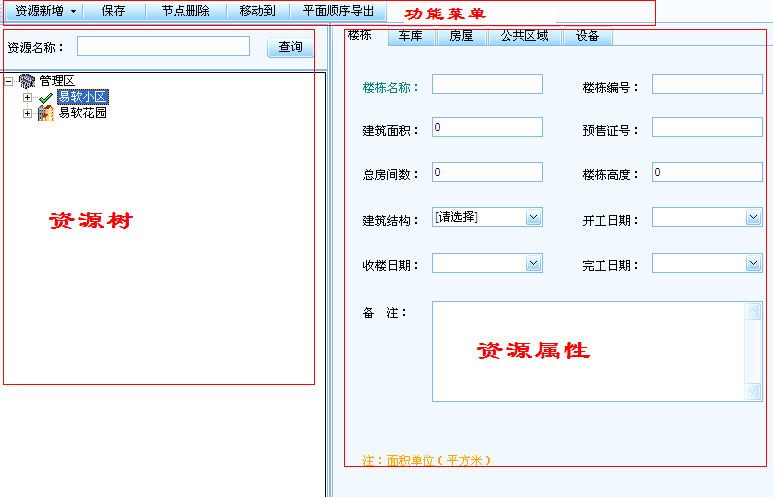 资源新增 保存 节点删除 移动到 平面顺序导出 功能菜单
资源名称： 查询
楼栋 车库 房屋 公共区域 设备
管理区
易软小区
易软花园
资源树
楼栋名称： 楼栋编号：
建筑面积： 0 预售证号：
总房间数： 0 楼栋高度： 0
建筑结构： [请选择] 开工日期：
收楼日期： 完工日期：
备 注：
资源属性
注：面积单位（平方米）